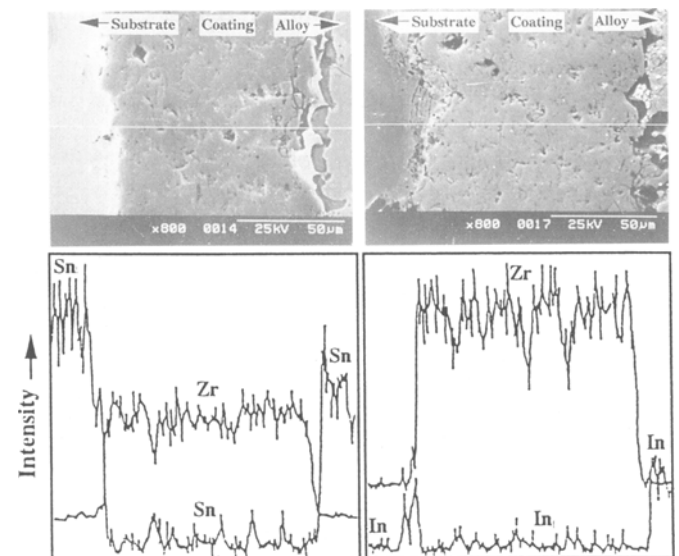 Substrate Coating Alloy
x800 0014 25kV 50µm
Substrate Coating Alloy
x800 0017 25kV 50µm
Intensity
Sn
Zr
Sn
Sn
Zr
In
In
In